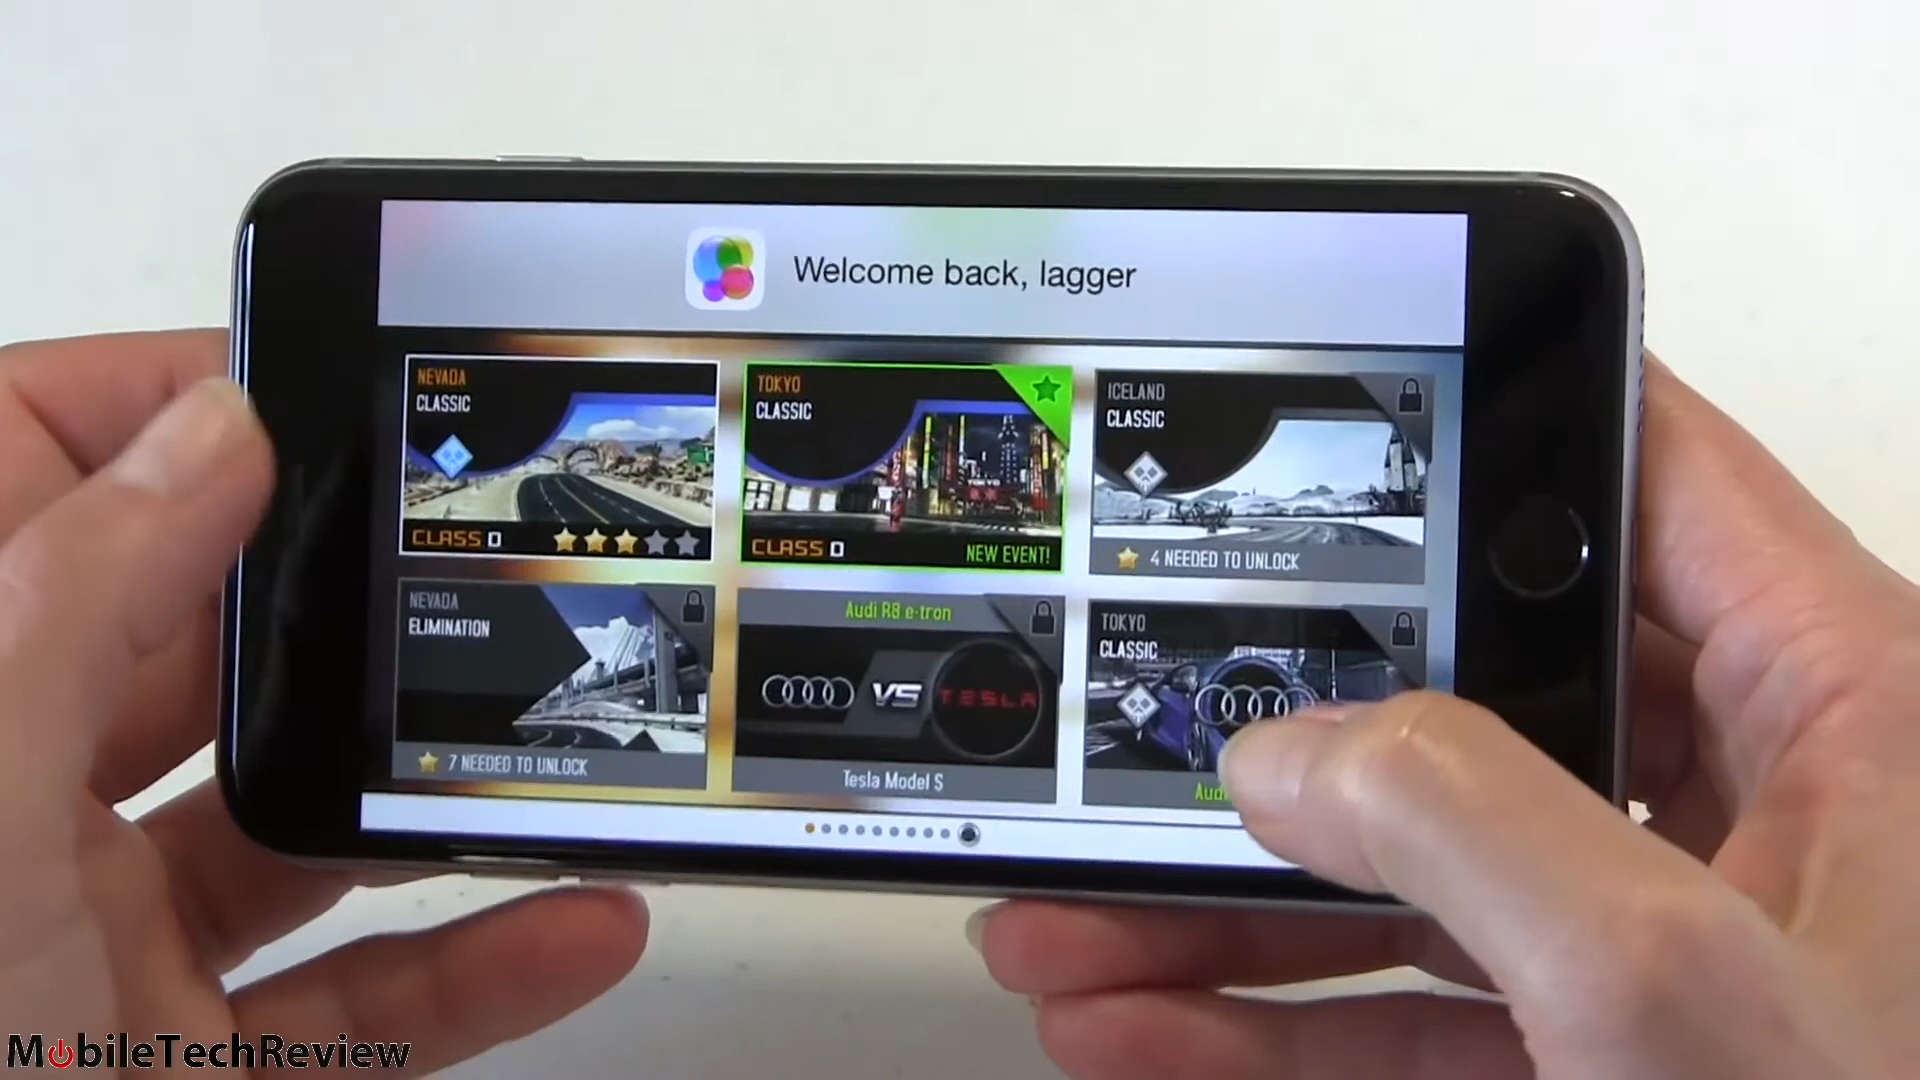 Welcome back, lagger
NEVADA
CLASSIC
CLASS D
TOKYO
CLASSIC
CLASS D
NEW EVENT!
ICELAND
CLASSIC
4 NEEDED TO UNLOCK
NEVADA
ELIMINATION
7 NEEDED TO UNLOCK
Audi R8 e-tron
VS
TESLA
Tesla Model S
TOKYO
CLASSIC
MobileTechReview